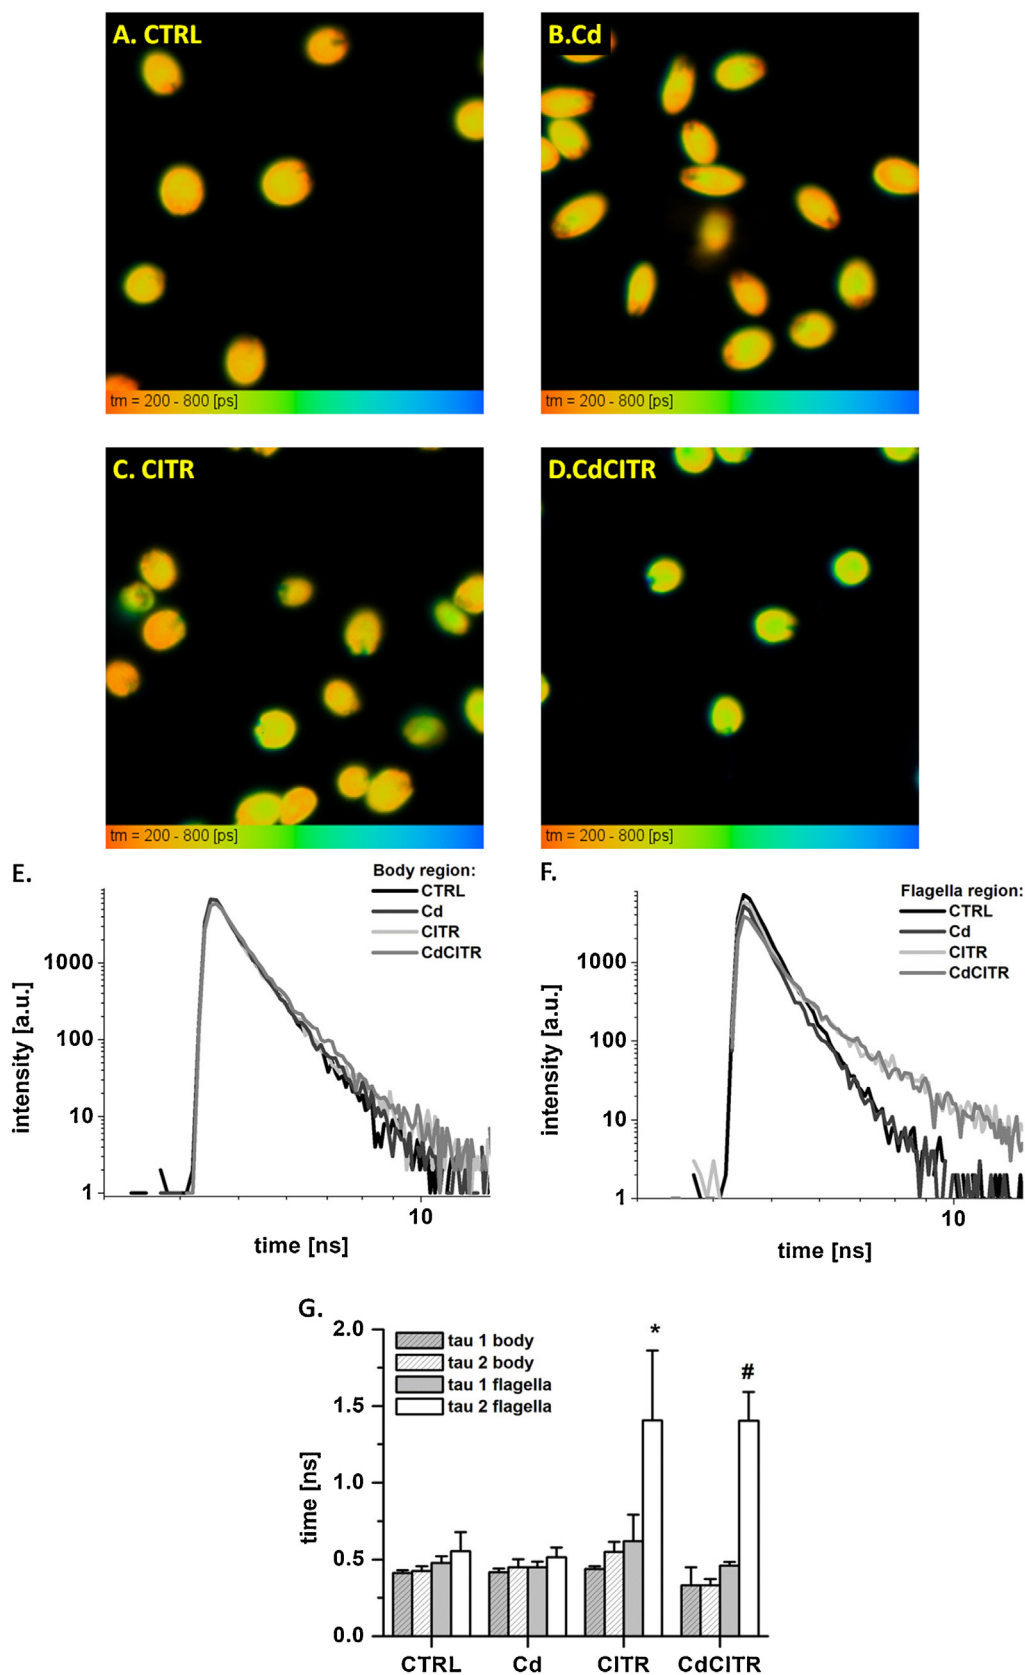 A. CTRL
B.Cd
tm = 200 - 800 [ps]
tm = 200 - 800 [ps]
C. CITR
D.CdCITR
tm = 200 - 800 [ps]
tm = 200 - 800 [ps]
E.
Body region:
CTRL
Cd
CITR
CdCITR
1000
100
10
1
intensity [a.u.]
10
time [ns]
F.
Flagella region:
CTRL
Cd
CITR
CdCITR
1000
100
10
1
intensity [a.u.]
10
time [ns]
G.
2.0
1.5
1.0
0.5
0.0
time [ns]
tau 1 body
tau 2 body
tau 1 flagella
tau 2 flagella
*
#
CTRL
Cd
CITR
CdCITR